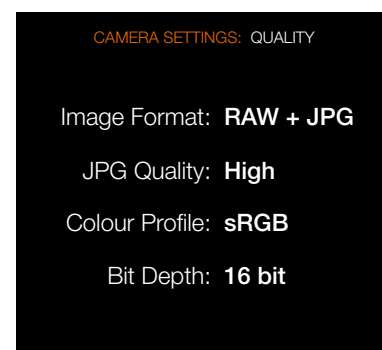 CAMERA SETTINGS: QUALITY
Image Format: RAW + JPG
JPG Quality: High
Colour Profile: sRGB
Bit Depth: 16 bit